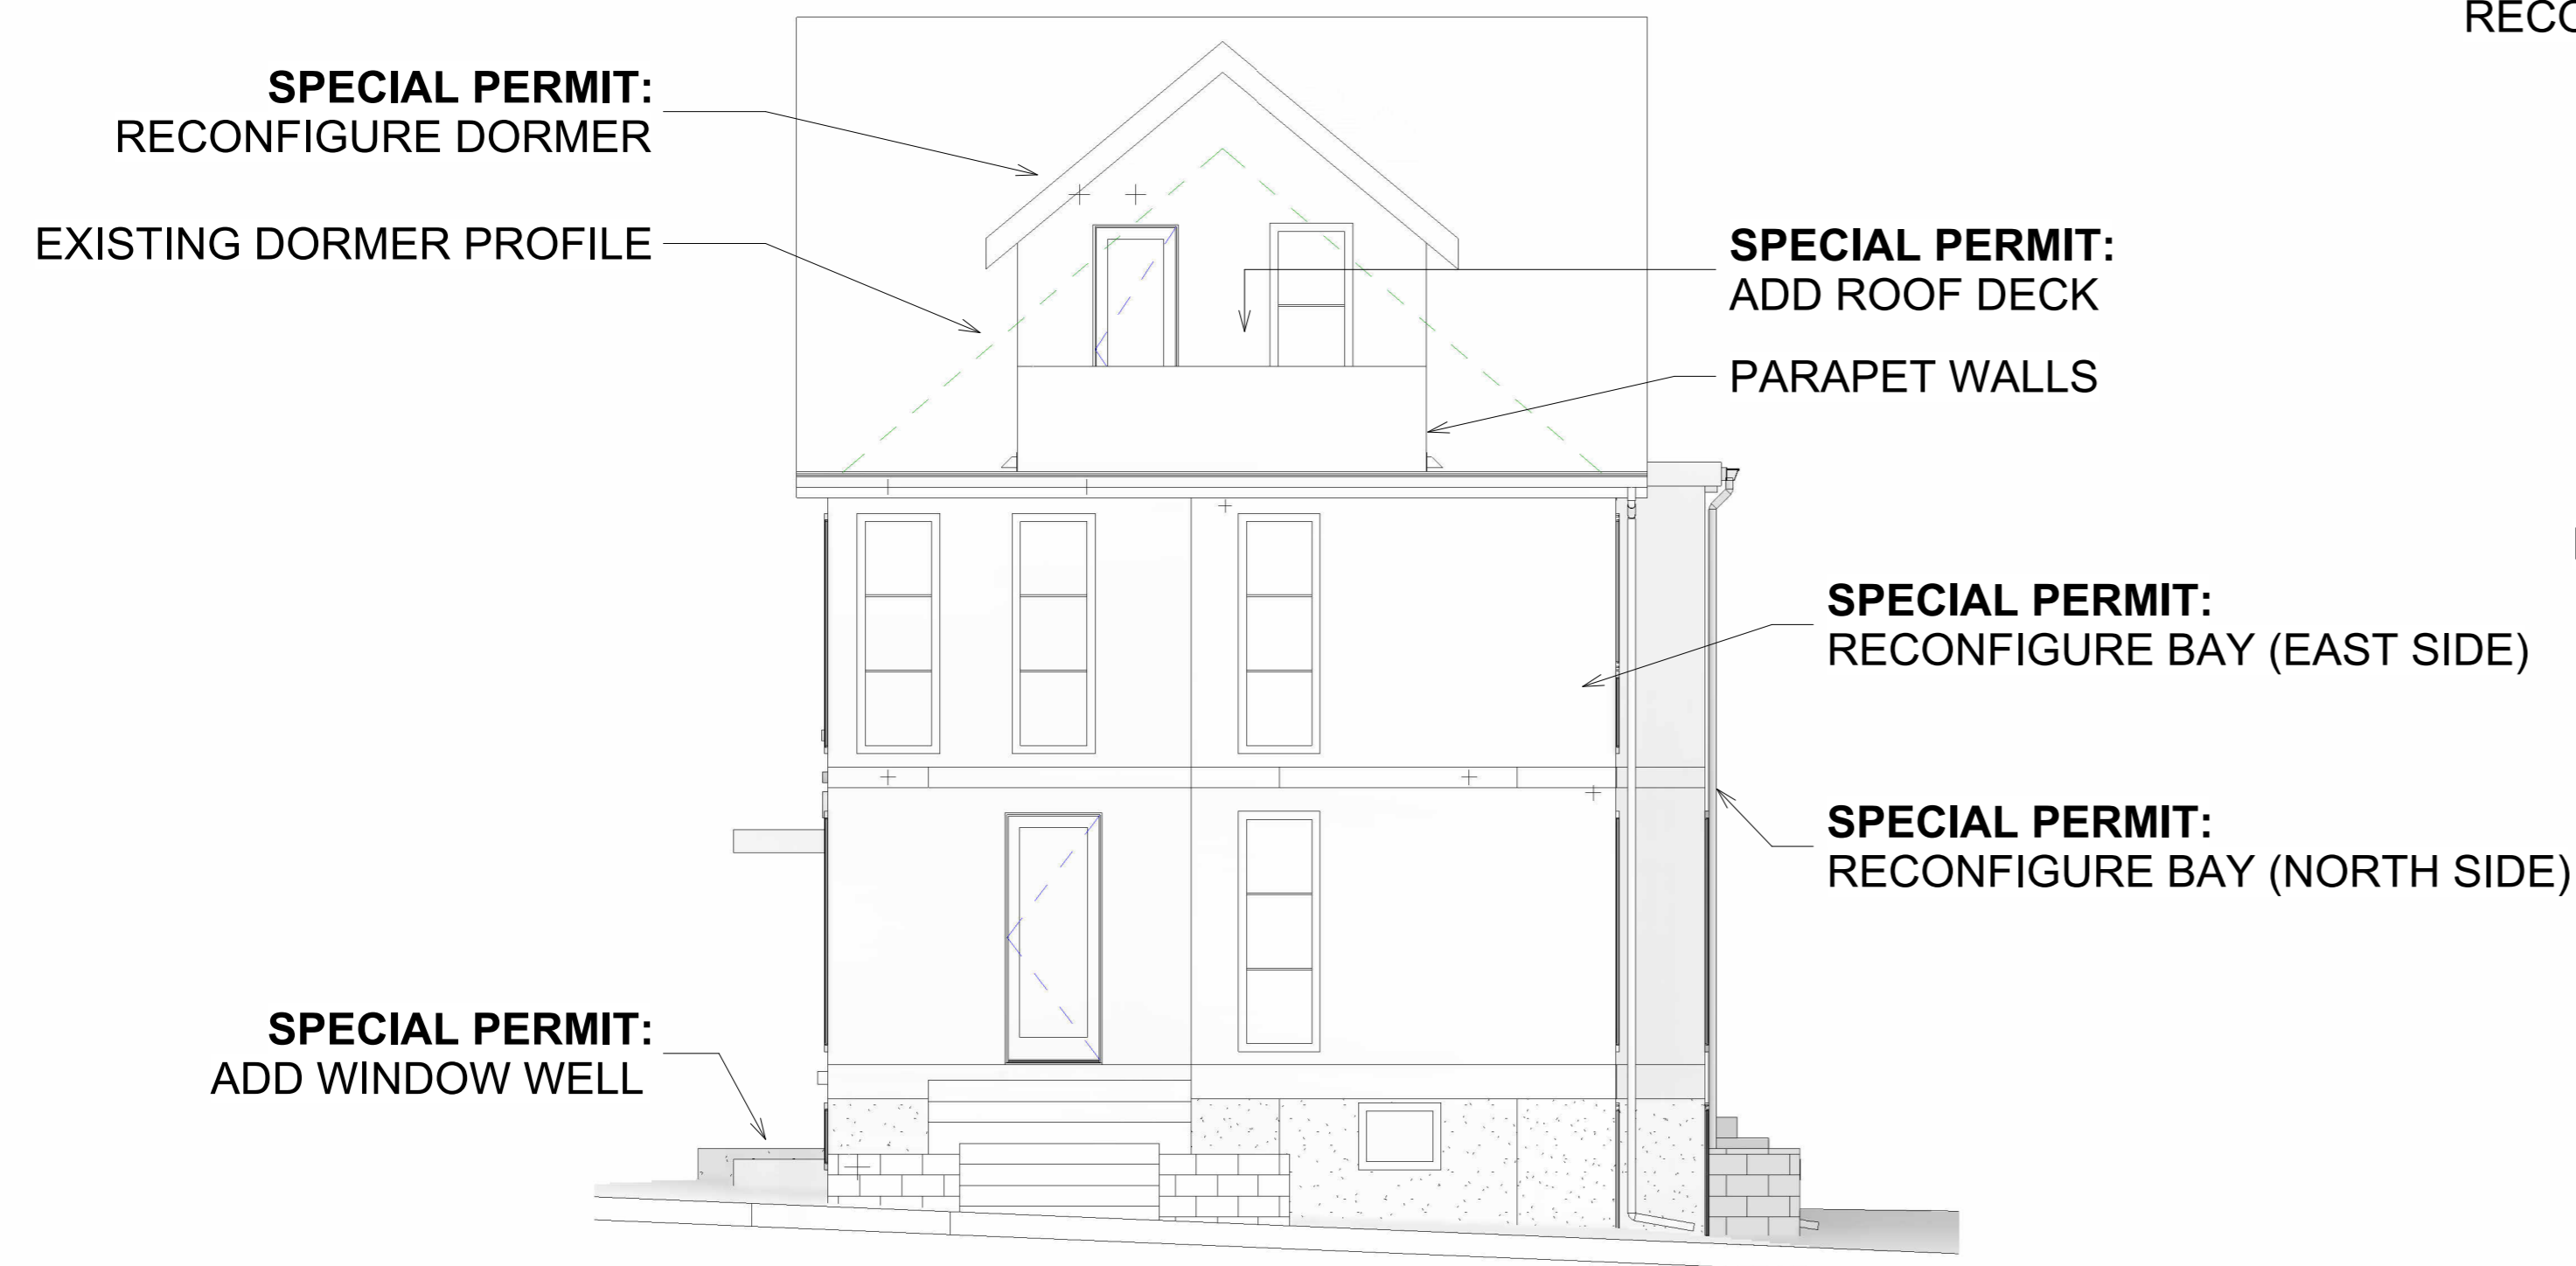 SPECIAL PERMIT:
RECONFIGURE DORMER
EXISTING DORMER PROFILE
SPECIAL PERMIT:
ADD ROOF DECK
PARAPET WALLS
SPECIAL PERMIT:
RECONFIGURE BAY (EAST SIDE)
SPECIAL PERMIT:
RECONFIGURE BAY (NORTH SIDE)
SPECIAL PERMIT:
ADD WINDOW WELL